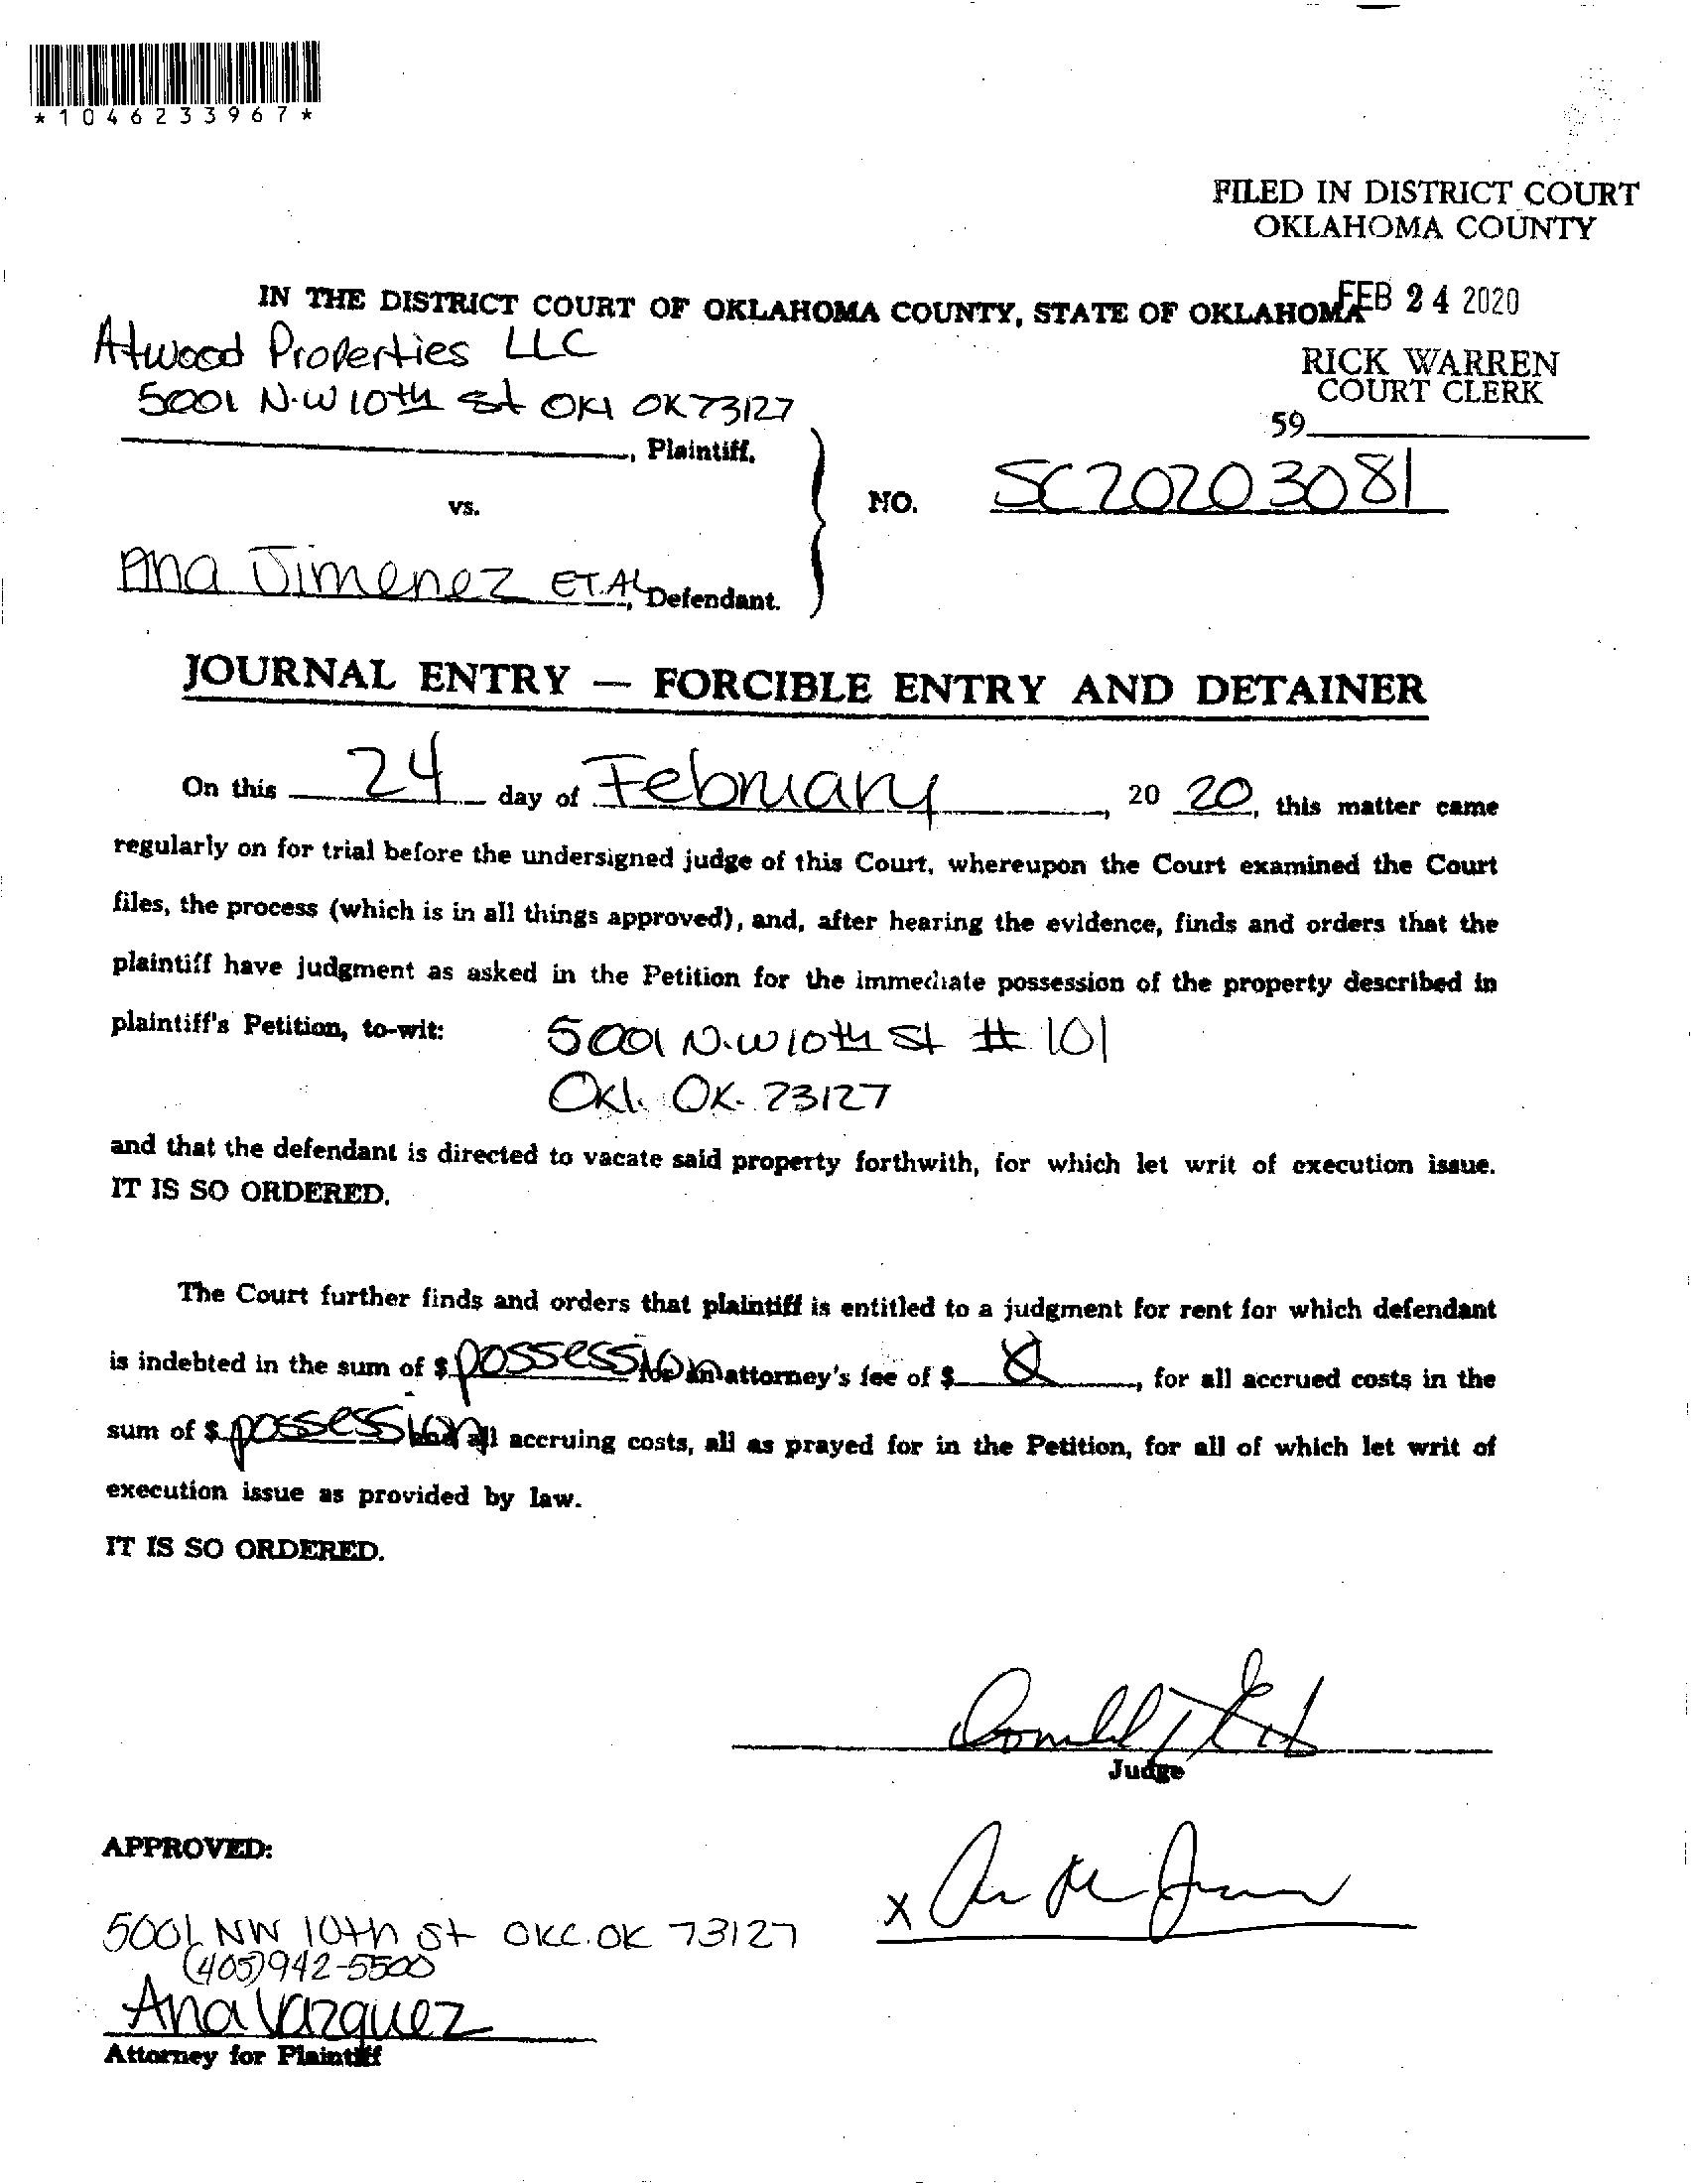 *1046233967*
FILED IN DISTRICT COURT
OKLAHOMA COUNTY
IN THE DISTRICT COURT OF OKLAHOMA COUNTY, STATE OF OKLAHOMA
FEB 24 2020
Atwood Properties LLC
RICK WARREN
COURT CLERK
5001 N.W 10th St OKl OK 73127
59
, Plaintiff,
vs.
NO. SC20203081
Ana Jimenez ET.AL, Defendant.
JOURNAL ENTRY — FORCIBLE ENTRY AND DETAINER
On this 24 day of February, 20 20, this matter came
regularly on for trial before the undersigned judge of this Court, whereupon the Court examined the Court
files, the process (which is in all things approved), and, after hearing the evidence, finds and orders that the
plaintiff have judgment as asked in the Petition for the immediate possession of the property described in
plaintiff's Petition, to-wit: 5001 N.W 10th St # 101
Okl. OK. 73127
and that the defendant is directed to vacate said property forthwith, for which let writ of execution issue.
IT IS SO ORDERED.
The Court further finds and orders that plaintiff is entitled to a judgment for rent for which defendant
is indebted in the sum of $ possession for an attorney's fee of $ , for all accrued costs in the
sum of $ possession and all accruing costs, all as prayed for in the Petition, for all of which let writ of
execution issue as provided by law.
IT IS SO ORDERED.
Judge
APPROVED:
x
5001 NW 10th St OKC. OK 73127
(405) 942-5500
Ana Vazquez
Attorney for Plaintiff